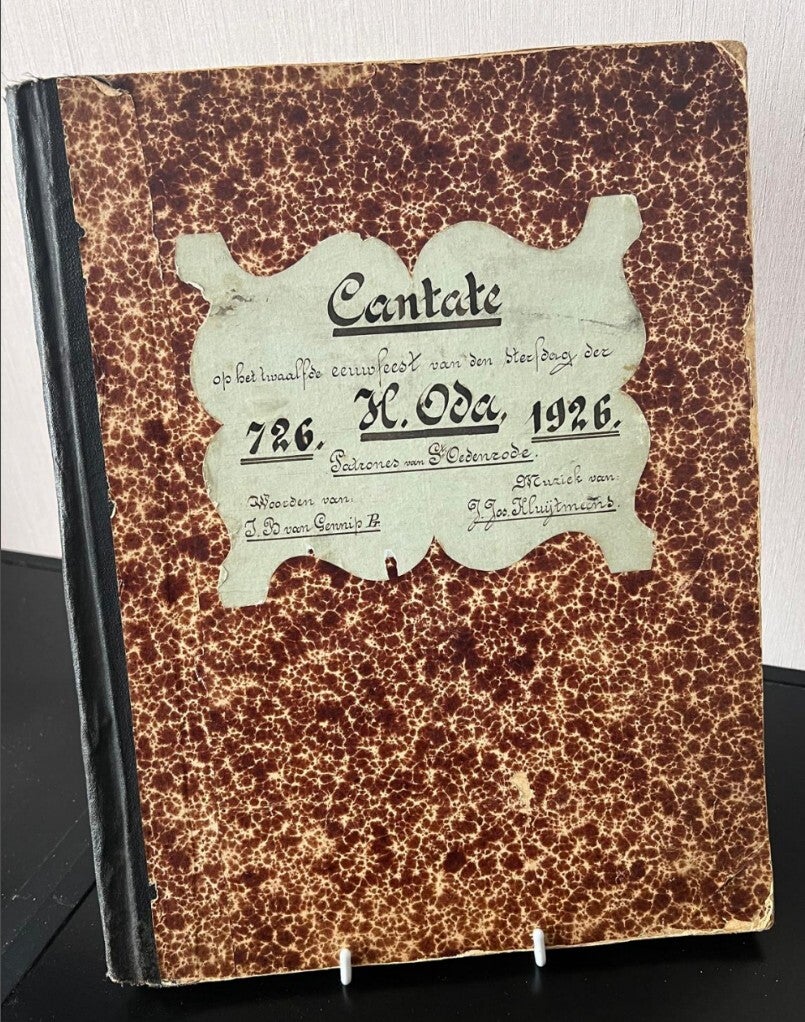 Cantate
op het twaalfde eeuwfeest van den sterfdag der
726. H. Oda. 1926.
Patrones van St Oedenrode.
Woorden van: Muziek van:
J. B van Gennip Pr. J. Jos. Kluijtmans.